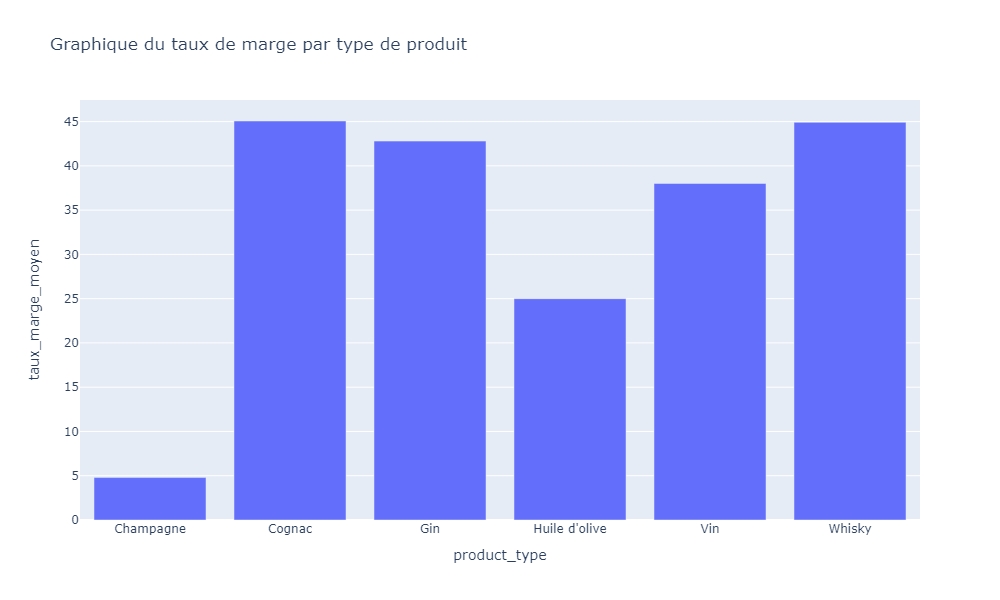 Graphique du taux de marge par type de produit
taux_marge_moyen
45
40
35
30
25
20
15
10
5
0
Champagne Cognac Gin Huile d'olive Vin Whisky
product_type